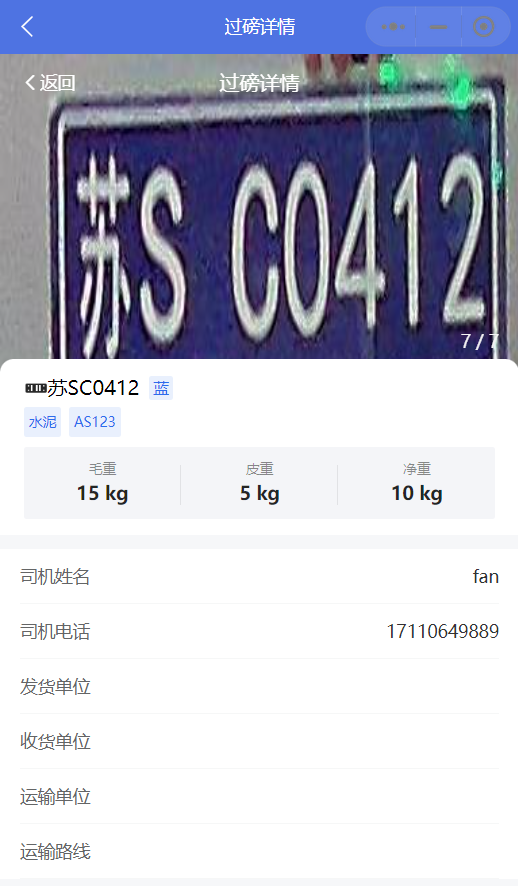 过磅详情
返回 过磅详情
苏S C0412
7 / 7
苏SC0412 蓝
水泥 AS123
毛重 皮重 净重
15 kg 5 kg 10 kg
司机姓名 fan
司机电话 17110649889
发货单位
收货单位
运输单位
运输路线